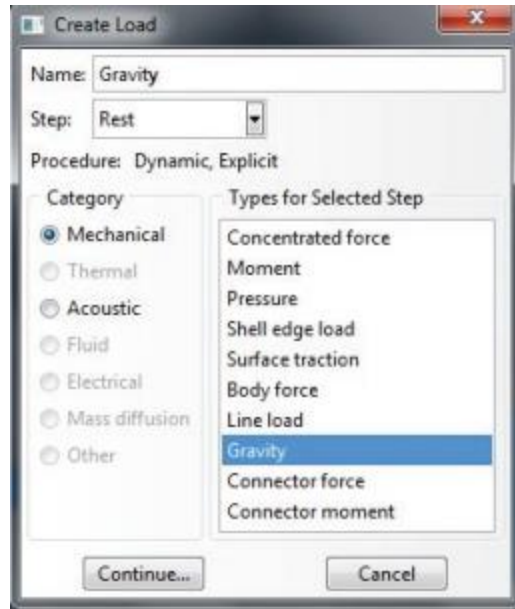 Create Load
Name: Gravity
Step: Rest
Procedure: Dynamic, Explicit
Category
Mechanical
Thermal
Acoustic
Fluid
Electrical
Mass diffusion
Other
Types for Selected Step
Concentrated force
Moment
Pressure
Shell edge load
Surface traction
Body force
Line load
Gravity
Connector force
Connector moment
Continue... Cancel